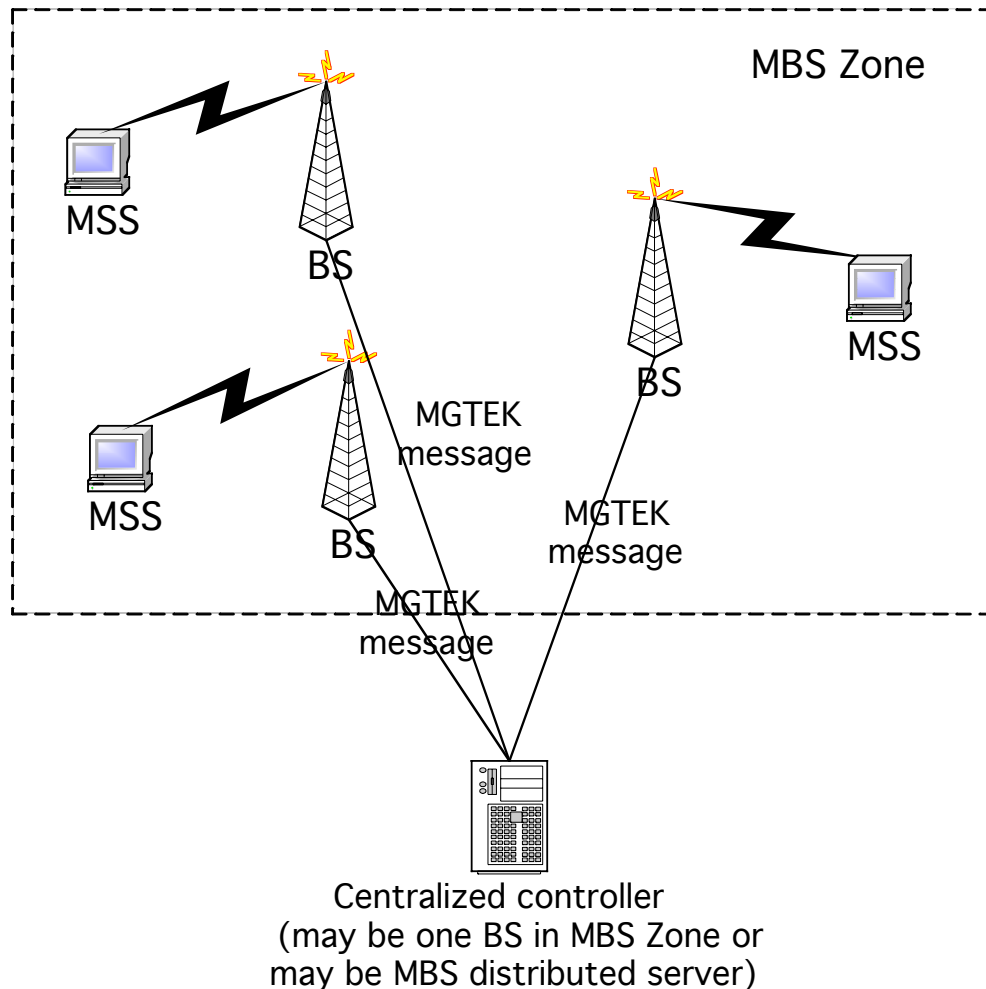 MBS Zone
MSS
BS
MSS
BS
MGTEK
message
MSS
BS
MGTEK
message
MGTEK
message
Centralized controller
(may be one BS in MBS Zone or
may be MBS distributed server)